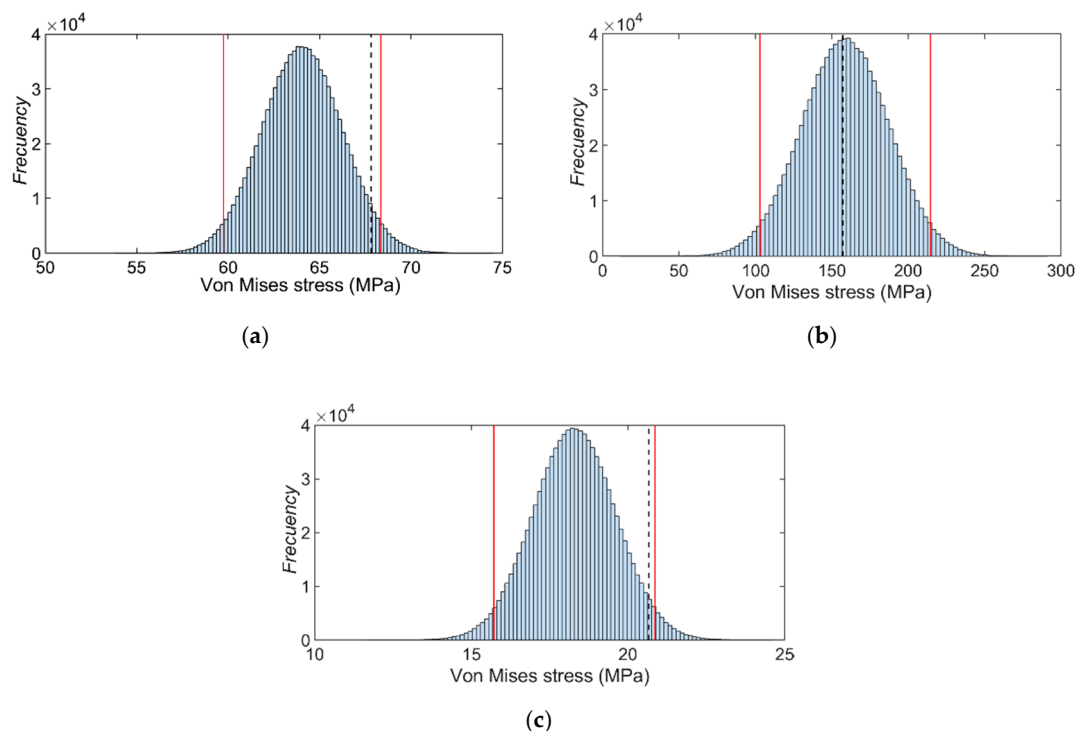 ×10⁴
4
3
2
1
0
Frecuency
50 55 60 65 70 75
Von Mises stress (MPa)
(a)
×10⁴
4
3
2
1
0
Frecuency
0 50 100 150 200 250 300
Von Mises stress (MPa)
(b)
×10⁴
4
3
2
1
0
Frecuency
10 15 20 25
Von Mises stress (MPa)
(c)